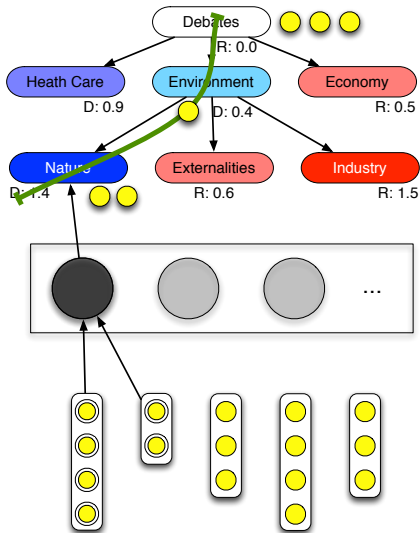 Debates
R: 0.0
Heath Care
Environment
Economy
D: 0.9
D: 0.4
R: 0.5
Nature
Externalities
Industry
D: 1.4
R: 0.6
R: 1.5
...